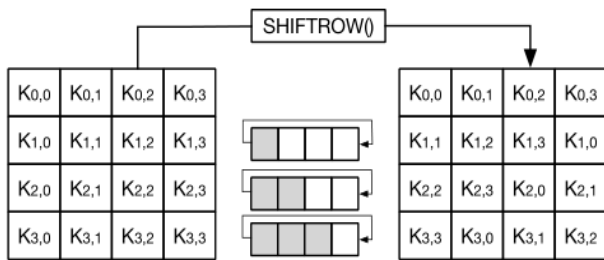 SHIFTROW()
K0,0 K0,1 K0,2 K0,3 K0,0 K0,1 K0,2 K0,3
K1,0 K1,1 K1,2 K1,3 K1,1 K1,2 K1,3 K1,0
K2,0 K2,1 K2,2 K2,3 K2,2 K2,3 K2,0 K2,1
K3,0 K3,1 K3,2 K3,3 K3,3 K3,0 K3,1 K3,2